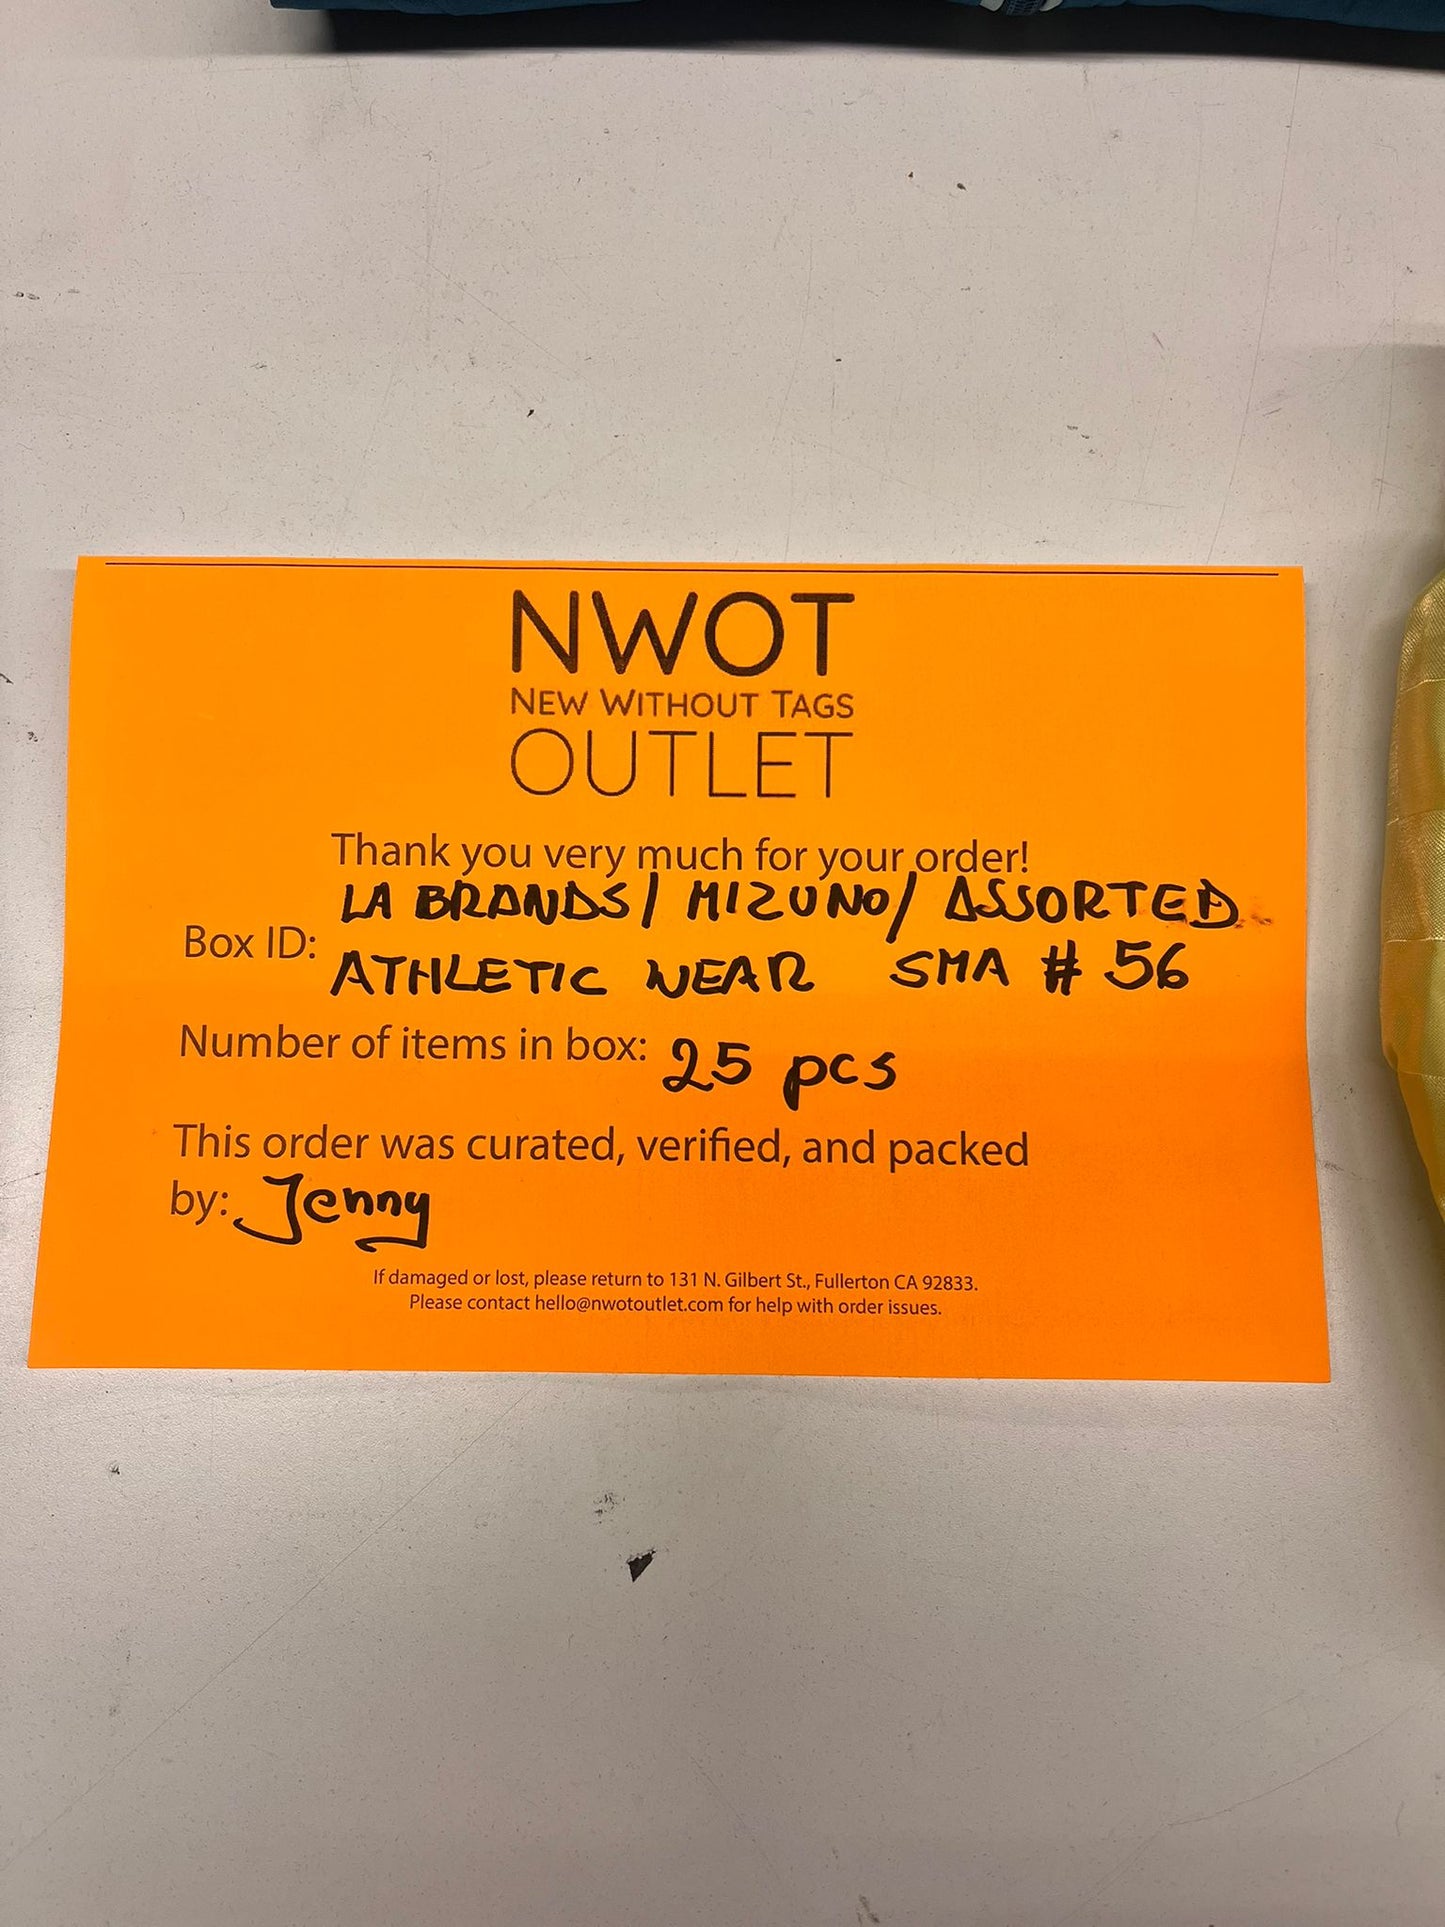 NWOT
NEW WITHOUT TAGS
OUTLET
Thank you very much for your order!
LA BRANDS/ MIZUNO/ ASSORTED
Box ID: ATHLETIC WEAR SMA # 56
Number of items in box: 25 pcs
This order was curated, verified, and packed
by: Jenny
If damaged or lost, please return to 131 N. Gilbert St., Fullerton CA 92833.
Please contact hello@nwotoutlet.com for help with order issues.